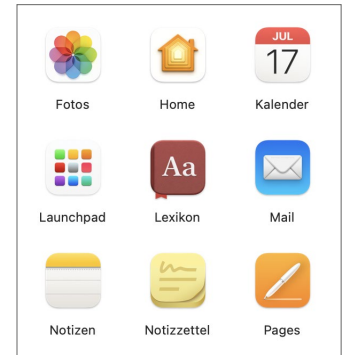 JUL
17
Fotos Home Kalender
Aa
Launchpad Lexikon Mail
Notizen Notizzettel Pages